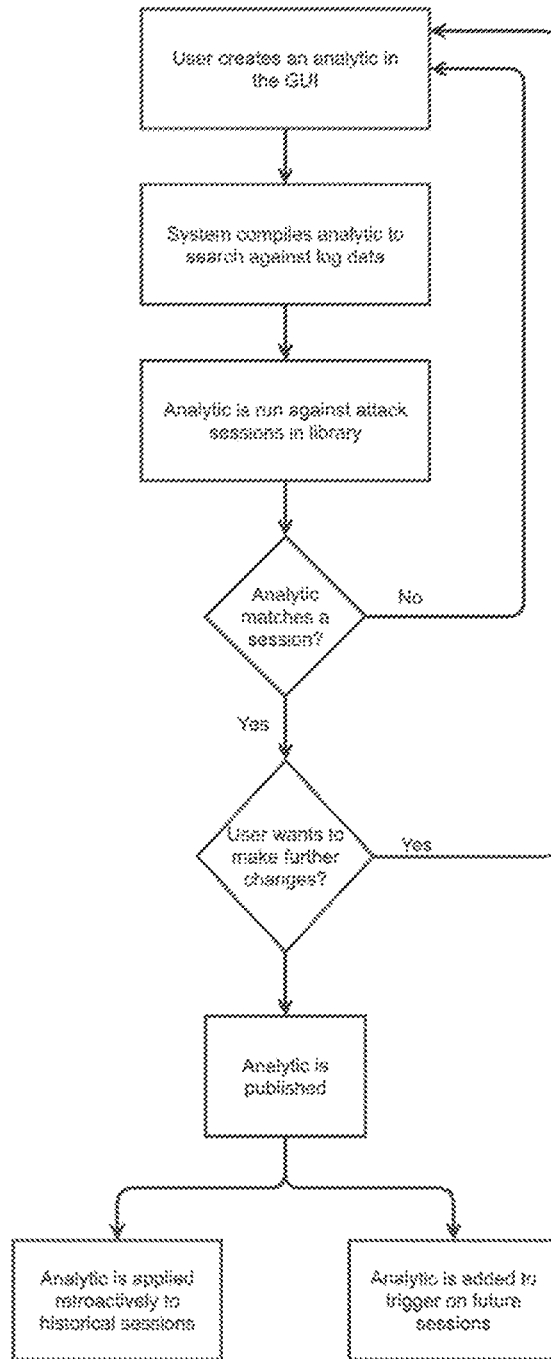 User creates an analytic in
the GUI
System compiles analytic to
search against log data
Analytic is run against attack
sessions in library
Analytic
matches a
session?
No
Yes
User wants to
make further
changes?
Yes
Analytic is
published
Analytic is applied
retroactively to
historical sessions
Analytic is added to
trigger on future
sessions